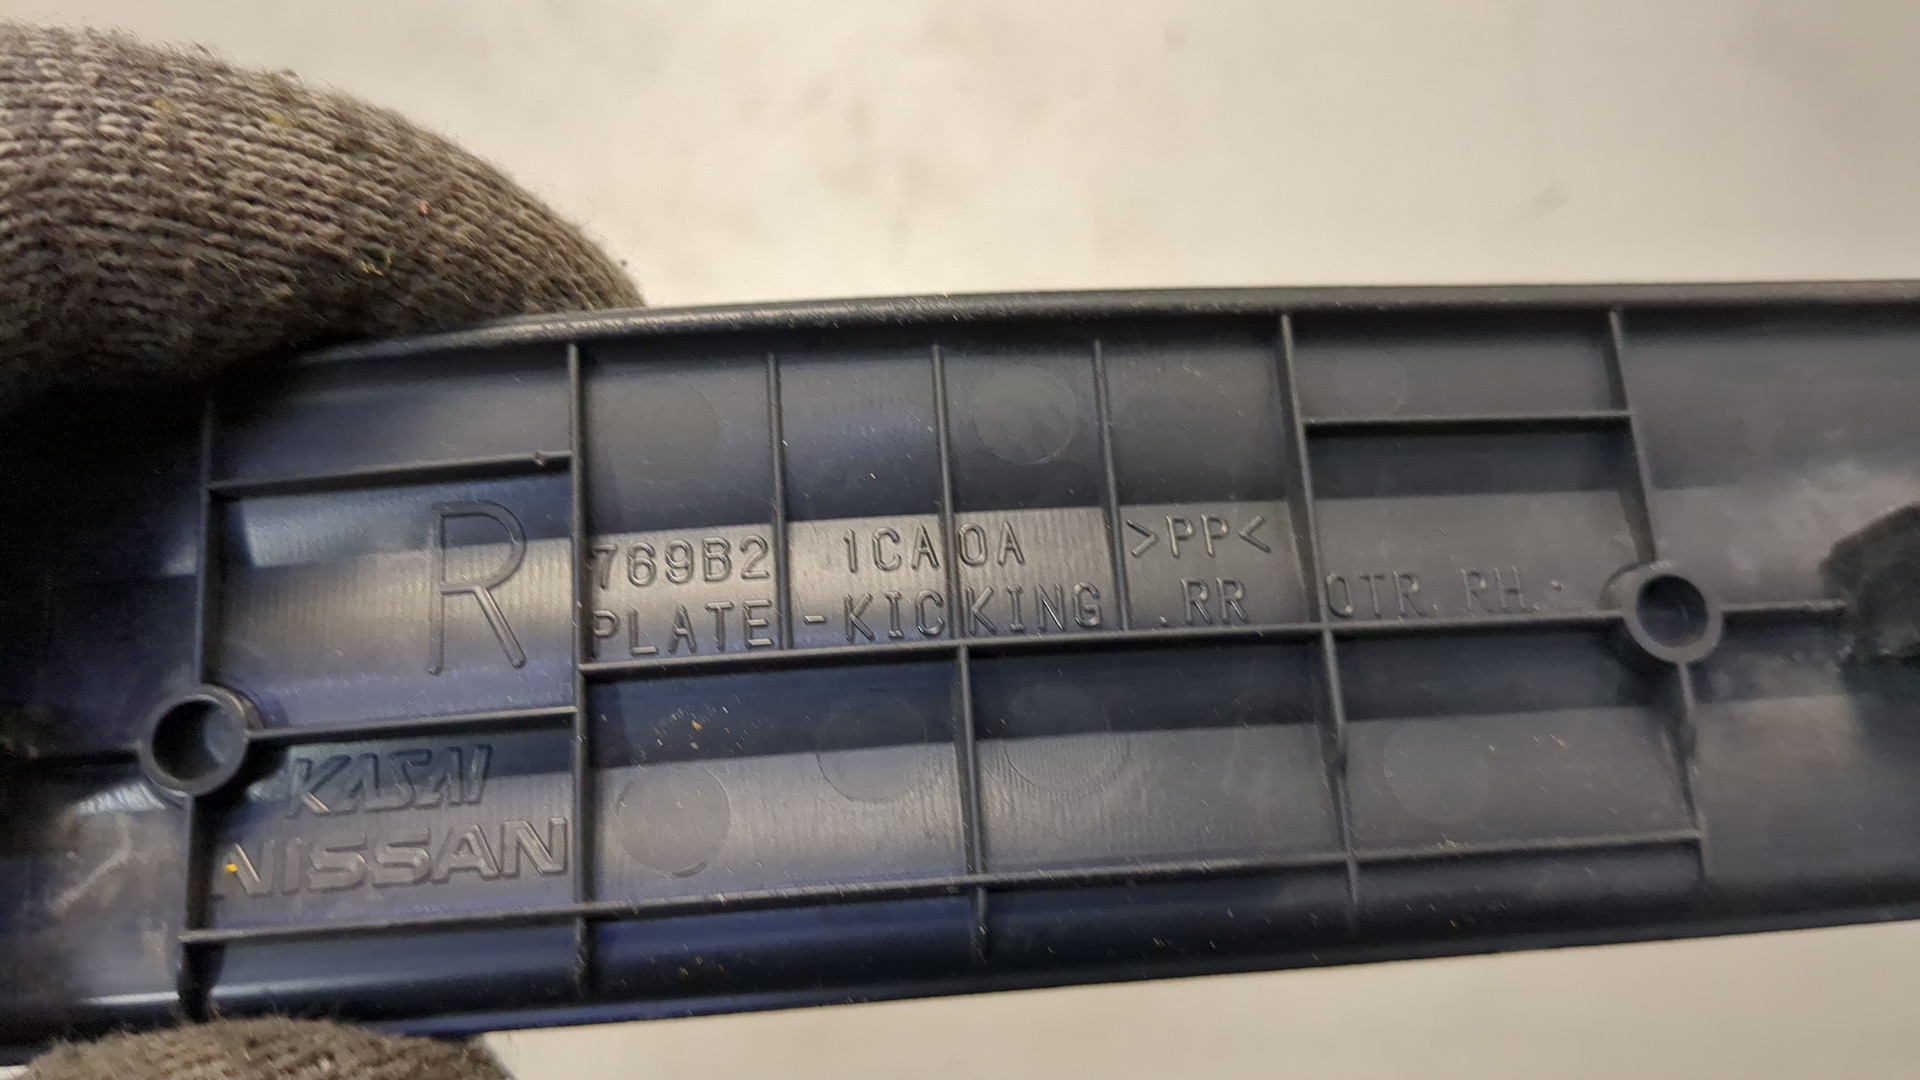 R
769B2 1CA0A >PP<
PLATE-KICKING.RR OTR.RH.
KASAI
NISSAN